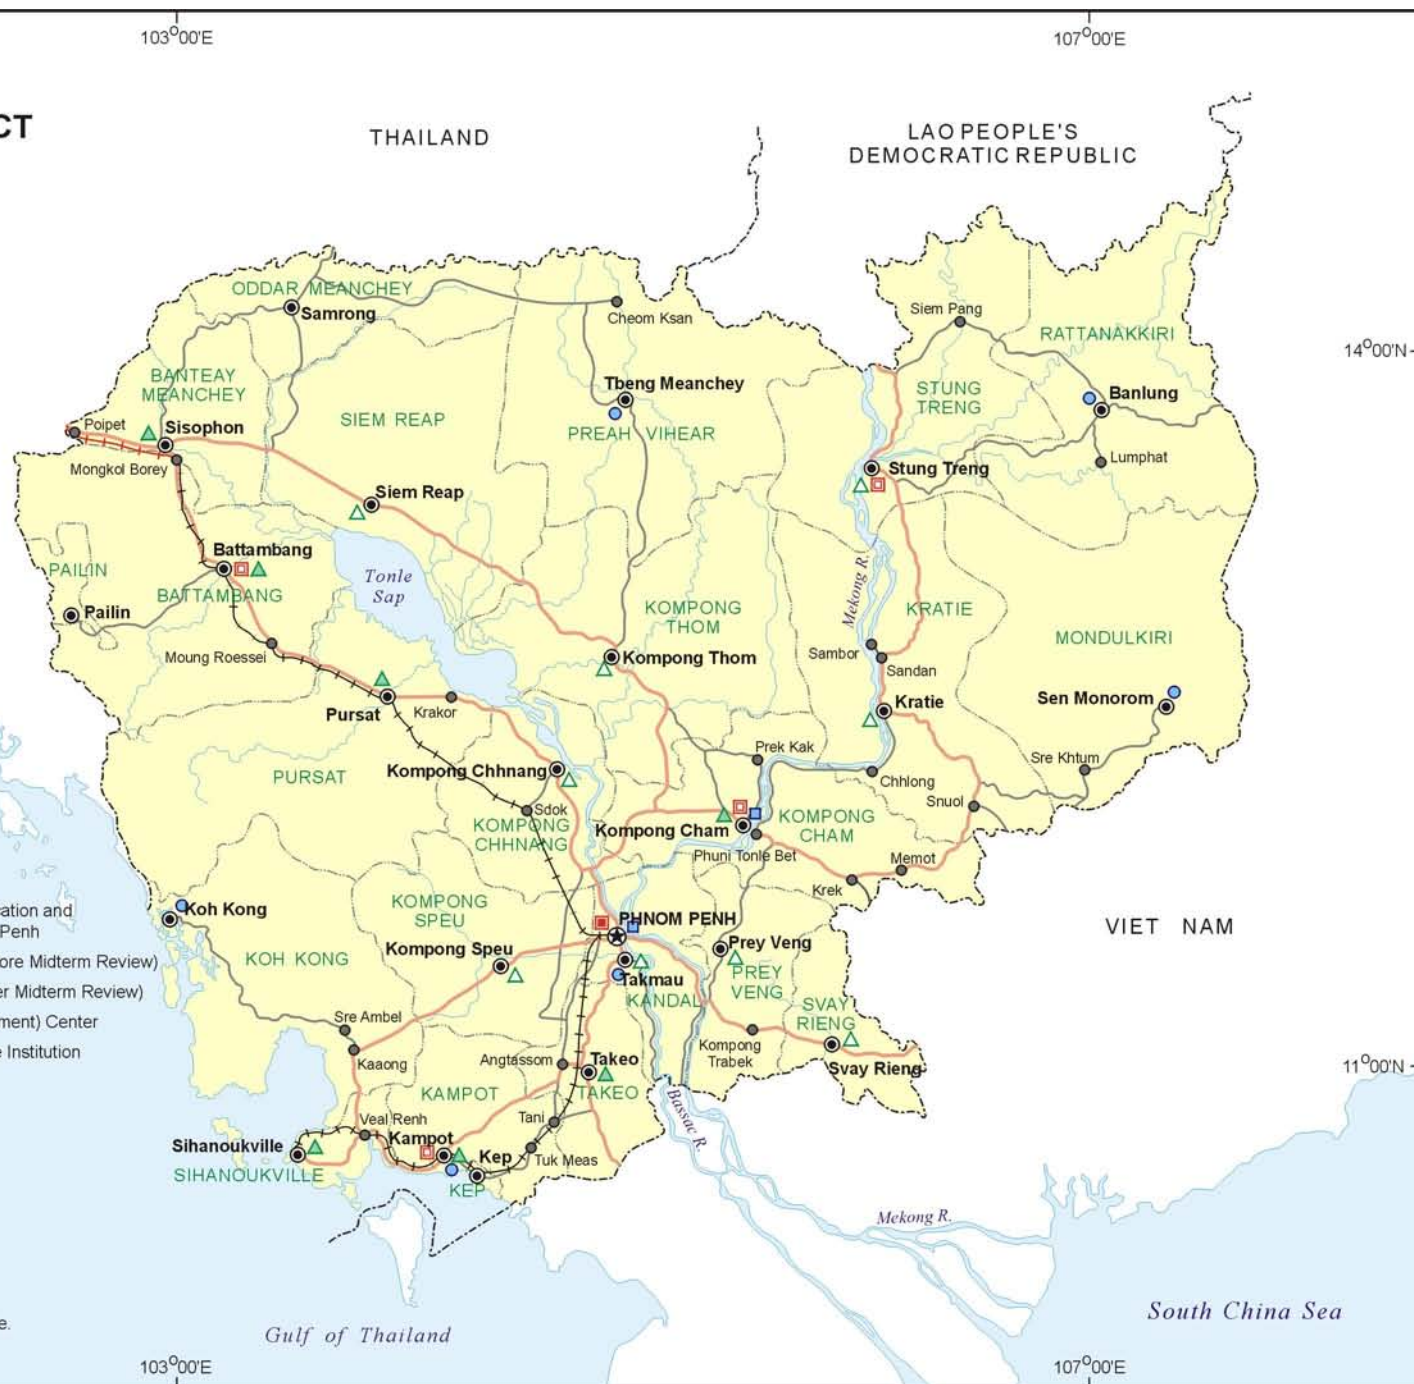 103°00'E
107°00'E
CT
THAILAND
LAO PEOPLE'S
DEMOCRATIC REPUBLIC
ODDAR MEANCHEY
Samrong
Cheom Ksan
Siem Pang
RATTANAKKIRI
14°00'N
BANTEAY
MEANCHEY
Tbeng Meanchey
STUNG
TRENG
Banlung
Poipet
Sisophon
SIEM REAP
PREAH VIHEAR
Mongkol Borey
Lumphat
Stung Treng
Siem Reap
Battambang
PAILIN
Tonle
Sap
BATTAMBANG
Pailin
KOMPONG
THOM
Mekong R.
KRATIE
MONDULKIRI
Moung Roessei
Kompong Thom
Sambor
Sandan
Pursat
Krakor
Kratie
Sen Monorom
Prek Kak
Sre Khtum
PURSAT
Kompong Chhnang
Chhlong
Snuol
Sdok
KOMPONG
CHHNANG
Kompong Cham
KOMPONG
CHAM
Phuni Tonle Bet
Memot
Krek
Koh Kong
KOMPONG
SPEU
PHNOM PENH
VIET NAM
ation and
Penh
Kompong Speu
Prey Veng
KOH KONG
ore Midterm Review)
Takmau
PREY
VENG
er Midterm Review)
KANDAL
SVAY
RIENG
ment) Center
Sre Ambel
Kaaong
Kompong
Trabek
e Institution
Angtassom
Takeo
Svay Rieng
11°00'N
KAMPOT
TAKEO
Veal Renh
Tani
Bassac R.
Sihanoukville
Kampot
Kep
Tuk Meas
SIHANOUKVILLE
KEP
Mekong R.
South China Sea
e.
Gulf of Thailand
103°00'E
107°00'E